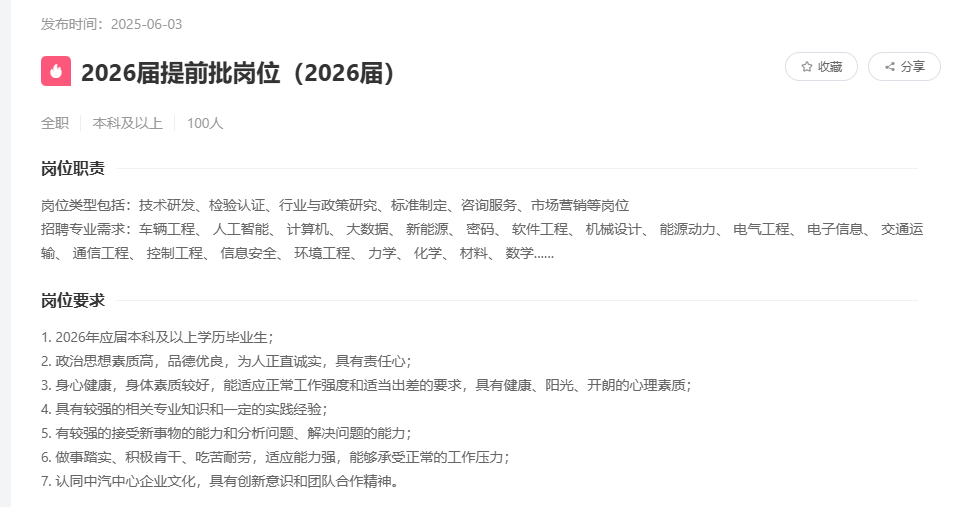 发布时间：2025-06-03
2026届提前批岗位（2026届）
收藏
分享
全职
本科及以上
100人
岗位职责
岗位类型包括：技术研发、检验认证、行业与政策研究、标准制定、咨询服务、市场营销等岗位
招聘专业需求：车辆工程、 人工智能、 计算机、 大数据、 新能源、 密码、 软件工程、 机械设计、 能源动力、 电气工程、 电子信息、 交通运
输、 通信工程、 控制工程、 信息安全、 环境工程、 力学、 化学、 材料、 数学......
岗位要求
1. 2026年应届本科及以上学历毕业生；
2. 政治思想素质高，品德优良，为人正直诚实，具有责任心；
3. 身心健康，身体素质较好，能适应正常工作强度和适当出差的要求，具有健康、阳光、开朗的心理素质；
4. 具有较强的相关专业知识和一定的实践经验；
5. 有较强的接受新事物的能力和分析问题、解决问题的能力；
6. 做事踏实、积极肯干、吃苦耐劳，适应能力强，能够承受正常的工作压力；
7. 认同中汽中心企业文化，具有创新意识和团队合作精神。